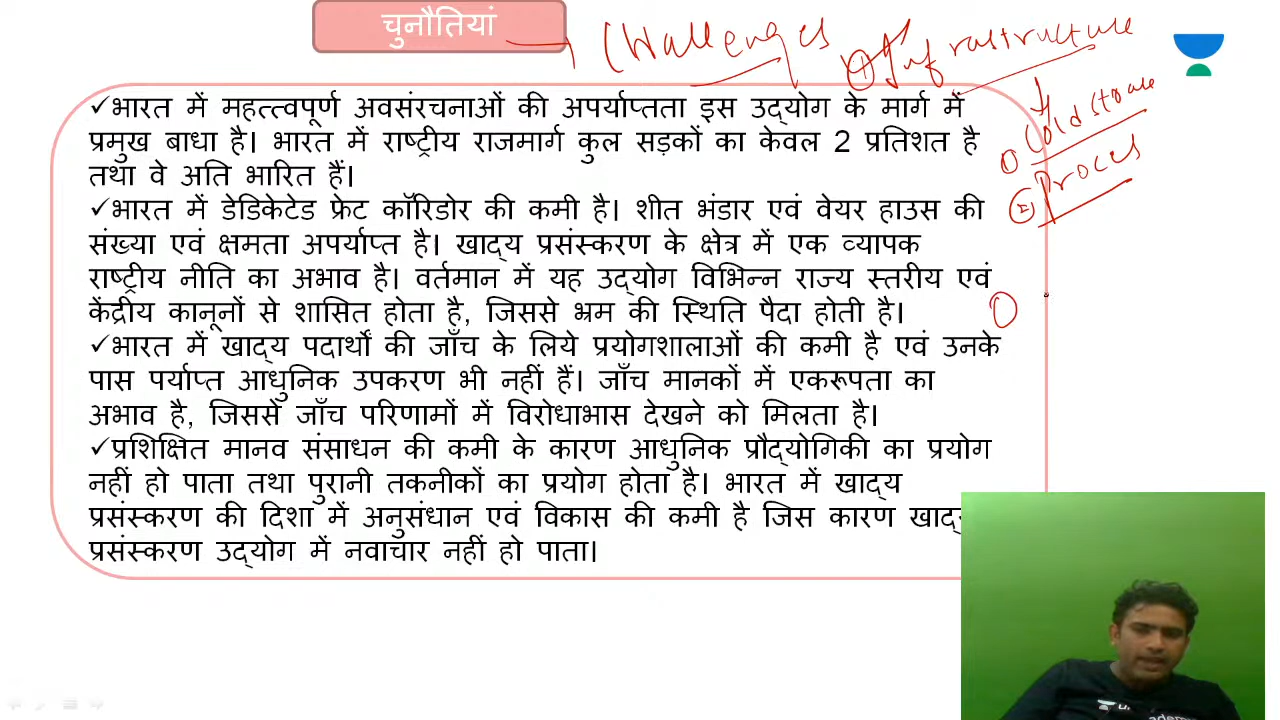 चुनौतियां
Challenges
① Infrastructure
Cold store
① Proces
②
✓भारत में महत्त्वपूर्ण अवसंरचनाओं की अपर्याप्तता इस उद्योग के मार्ग में
प्रमुख बाधा है। भारत में राष्ट्रीय राजमार्ग कुल सड़कों का केवल 2 प्रतिशत है
तथा वे अति भारित हैं।
✓भारत में डेडिकेटेड फ्रेट कॉरिडोर की कमी है। शीत भंडार एवं वेयर हाउस की
संख्या एवं क्षमता अपर्याप्त है। खाद्य प्रसंस्करण के क्षेत्र में एक व्यापक
राष्ट्रीय नीति का अभाव है। वर्तमान में यह उद्योग विभिन्न राज्य स्तरीय एवं
केंद्रीय कानूनों से शासित होता है, जिससे भ्रम की स्थिति पैदा होती है।
✓भारत में खाद्य पदार्थों की जाँच के लिये प्रयोगशालाओं की कमी है एवं उनके
पास पर्याप्त आधुनिक उपकरण भी नहीं हैं। जाँच मानकों में एकरूपता का
अभाव है, जिससे जाँच परिणामों में विरोधाभास देखने को मिलता है।
✓प्रशिक्षित मानव संसाधन की कमी के कारण आधुनिक प्रौद्योगिकी का प्रयोग
नहीं हो पाता तथा पुरानी तकनीकों का प्रयोग होता है। भारत में खाद्य
प्रसंस्करण की दिशा में अनुसंधान एवं विकास की कमी है जिस कारण खाद्य
प्रसंस्करण उद्योग में नवाचार नहीं हो पाता।